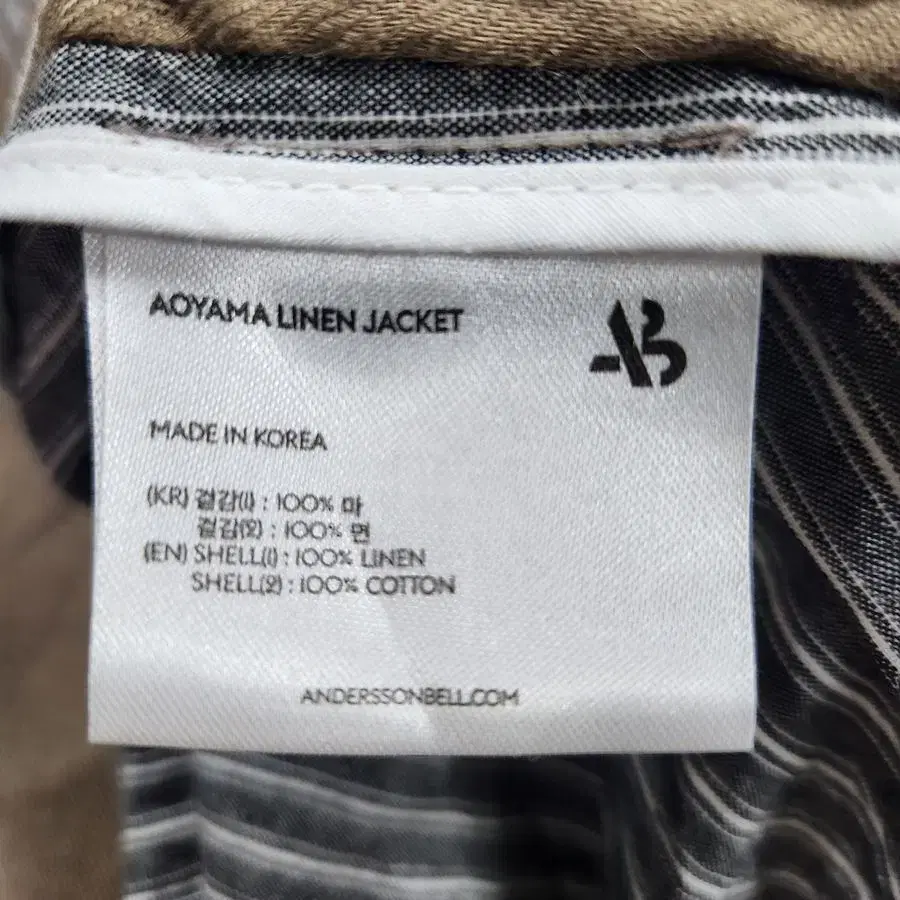 AOYAMA LINEN JACKET
AB
MADE IN KOREA
(KR) 겉감(1) : 100% 마
겉감(2) : 100% 면
(EN) SHELL(1) : 100% LINEN
SHELL(2) : 100% COTTON
ANDERSSONBELL.COM